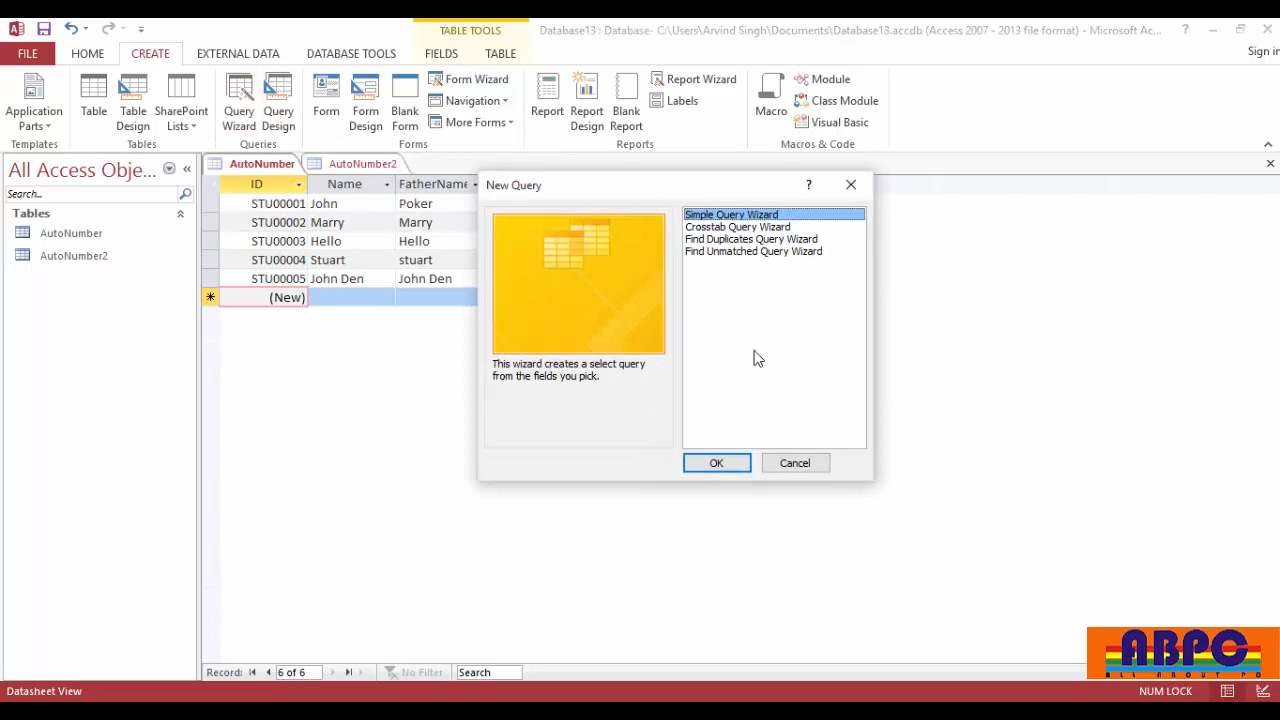 TABLE TOOLS
Database13 : Database- C:\Users\Arvind Singh\Documents\Database13.accdb (Access 2007 - 2013 file format) - Microsoft Ac...
FILE HOME CREATE EXTERNAL DATA DATABASE TOOLS FIELDS TABLE Sign in
Application Parts
Table
Table Design
SharePoint Lists
Query Wizard
Query Design
Form
Form Design
Blank Form
Form Wizard
Navigation
More Forms
Report
Report Design
Blank Report
Report Wizard
Labels
Macro
Module
Class Module
Visual Basic
Templates Tables Queries Forms Reports Macros & Code
All Access Obje...
Search...
Tables
AutoNumber
AutoNumber2
AutoNumber AutoNumber2
ID Name FatherName
STU00001 John Poker
STU00002 Marry Marry
STU00003 Hello Hello
STU00004 Stuart stuart
STU00005 John Den John Den
(New)
New Query
?
Simple Query Wizard
Crosstab Query Wizard
Find Duplicates Query Wizard
Find Unmatched Query Wizard
This wizard creates a select query
from the fields you pick.
OK Cancel
Record: 6 of 6 No Filter Search
ABPC
ALL ABOUT PC
Datasheet View NUM LOCK